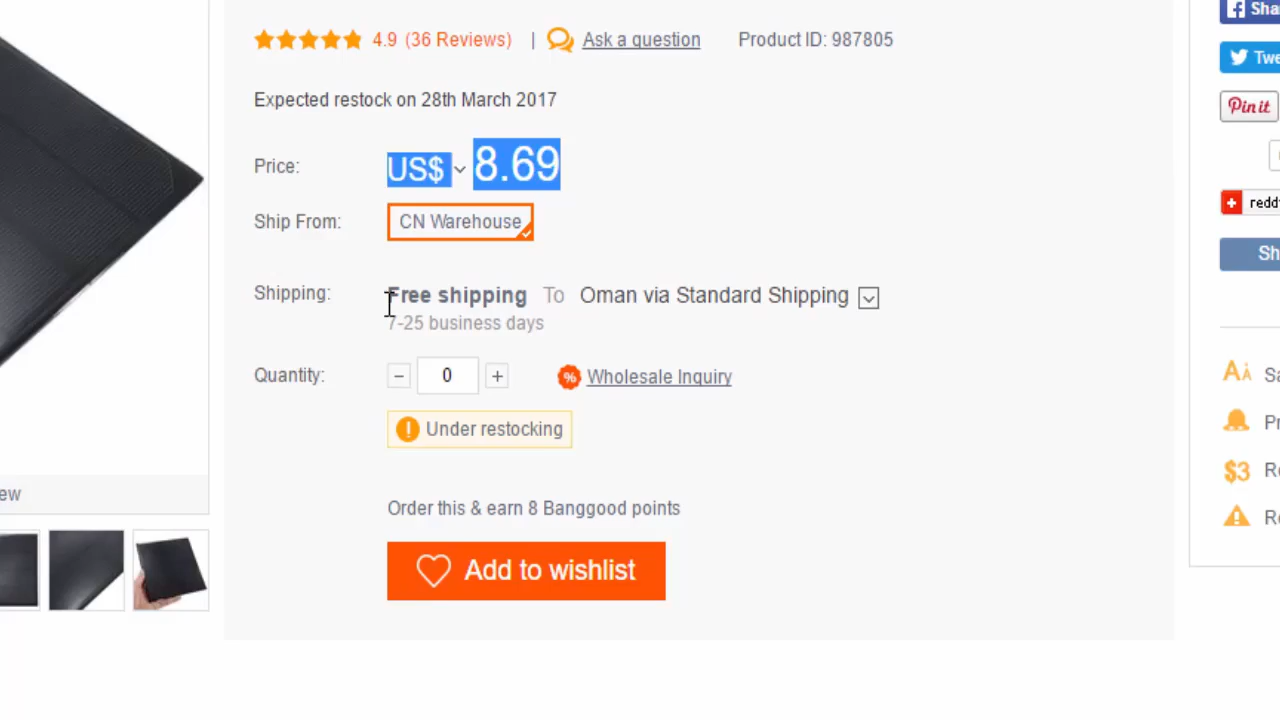 4.9 (36 Reviews) | Ask a question Product ID: 987805
Expected restock on 28th March 2017
Price: US$ 8.69
Ship From: CN Warehouse
Shipping: Free shipping To Oman via Standard Shipping
7-25 business days
Quantity: − 0 + % Wholesale Inquiry
! Under restocking
Order this & earn 8 Banggood points
Add to wishlist
Pin it
$3